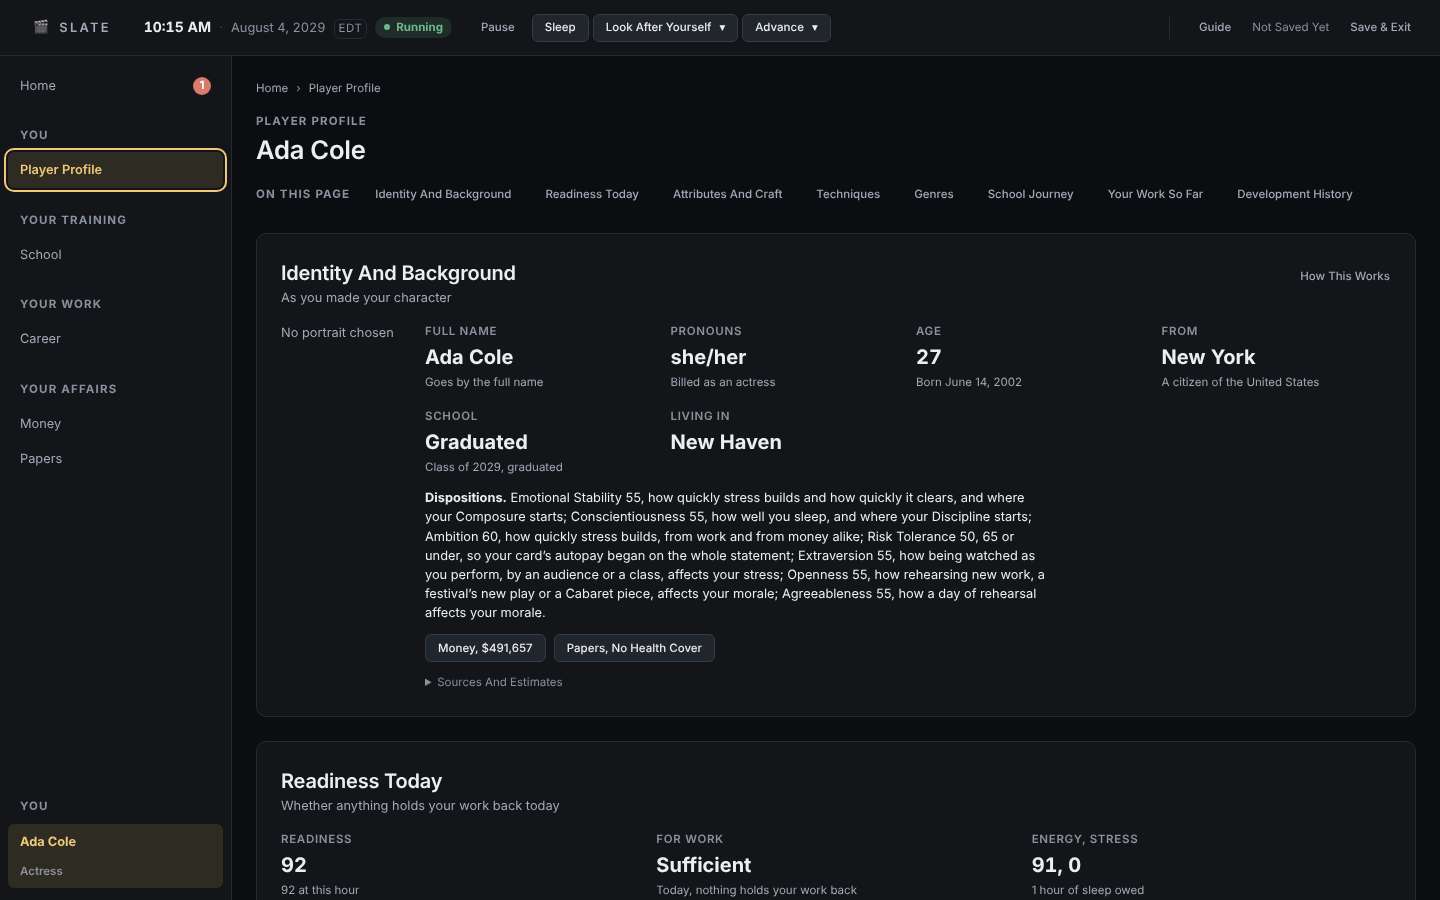 SLATE
10:15 AM · August 4, 2029 EDT Running
Pause
Sleep
Look After Yourself ▾
Advance ▾
Guide
Not Saved Yet
Save & Exit
Home
1
YOU
Player Profile
YOUR TRAINING
School
YOUR WORK
Career
YOUR AFFAIRS
Money
Papers
YOU
Ada Cole
Actress
Home › Player Profile
PLAYER PROFILE
Ada Cole
ON THIS PAGE Identity And Background Readiness Today Attributes And Craft Techniques Genres School Journey Your Work So Far Development History
Identity And Background
How This Works
As you made your character
No portrait chosen
FULL NAME
Ada Cole
Goes by the full name
PRONOUNS
she/her
Billed as an actress
AGE
27
Born June 14, 2002
FROM
New York
A citizen of the United States
SCHOOL
Graduated
Class of 2029, graduated
LIVING IN
New Haven
Dispositions. Emotional Stability 55, how quickly stress builds and how quickly it clears, and where
your Composure starts; Conscientiousness 55, how well you sleep, and where your Discipline starts;
Ambition 60, how quickly stress builds, from work and from money alike; Risk Tolerance 50, 65 or
under, so your card’s autopay began on the whole statement; Extraversion 55, how being watched as
you perform, by an audience or a class, affects your stress; Openness 55, how rehearsing new work, a
festival’s new play or a Cabaret piece, affects your morale; Agreeableness 55, how a day of rehearsal
affects your morale.
Money, $491,657
Papers, No Health Cover
▶ Sources And Estimates
Readiness Today
Whether anything holds your work back today
READINESS
92
92 at this hour
FOR WORK
Sufficient
Today, nothing holds your work back
ENERGY, STRESS
91, 0
1 hour of sleep owed